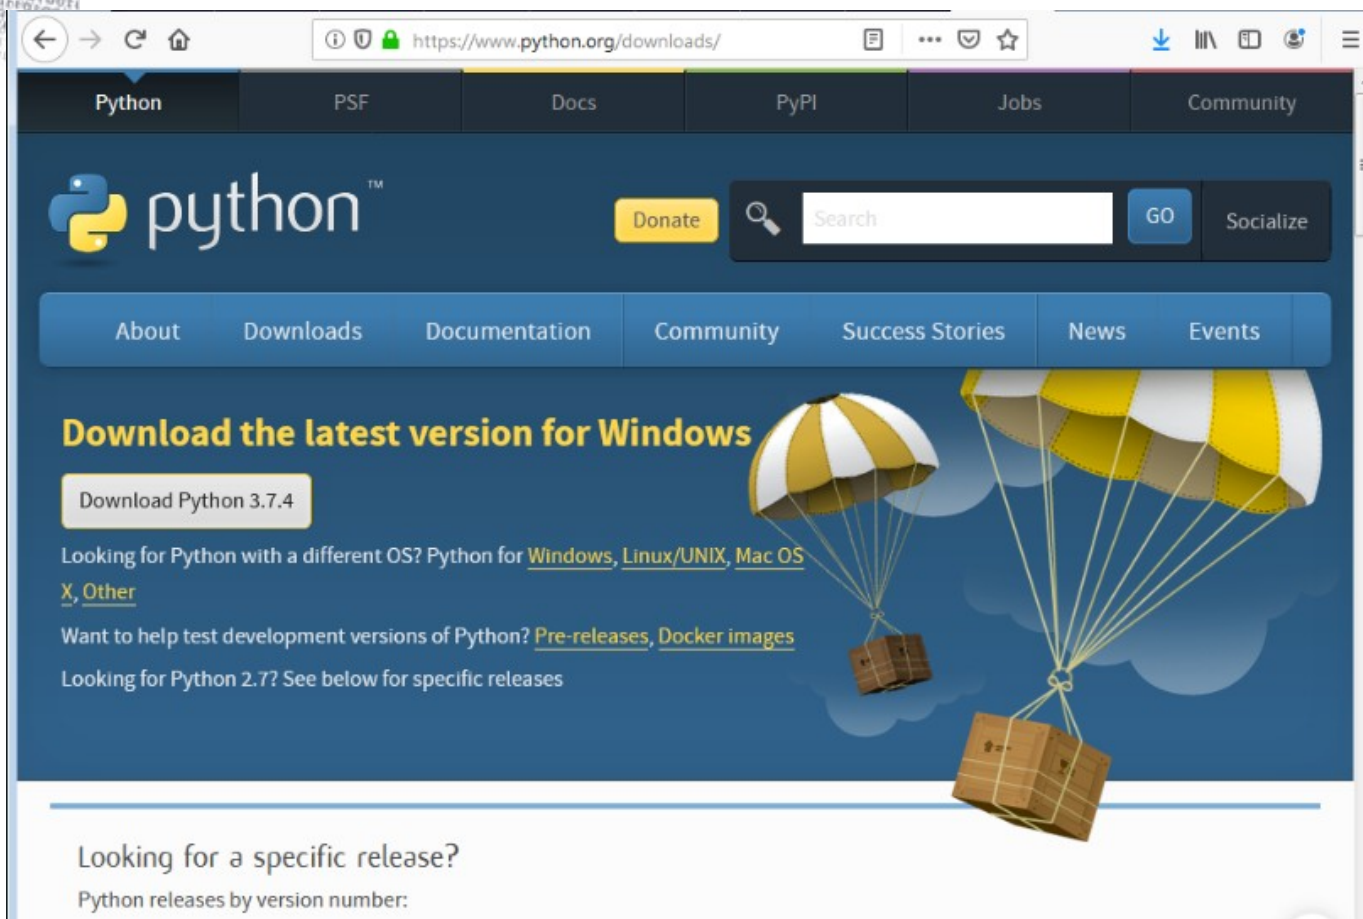 https://www.python.org/downloads/
Python PSF Docs PyPI Jobs Community
python™
Donate Search GO Socialize
About Downloads Documentation Community Success Stories News Events
Download the latest version for Windows
Download Python 3.7.4
Looking for Python with a different OS? Python for Windows, Linux/UNIX, Mac OS
X, Other
Want to help test development versions of Python? Pre-releases, Docker images
Looking for Python 2.7? See below for specific releases
Looking for a specific release?
Python releases by version number: